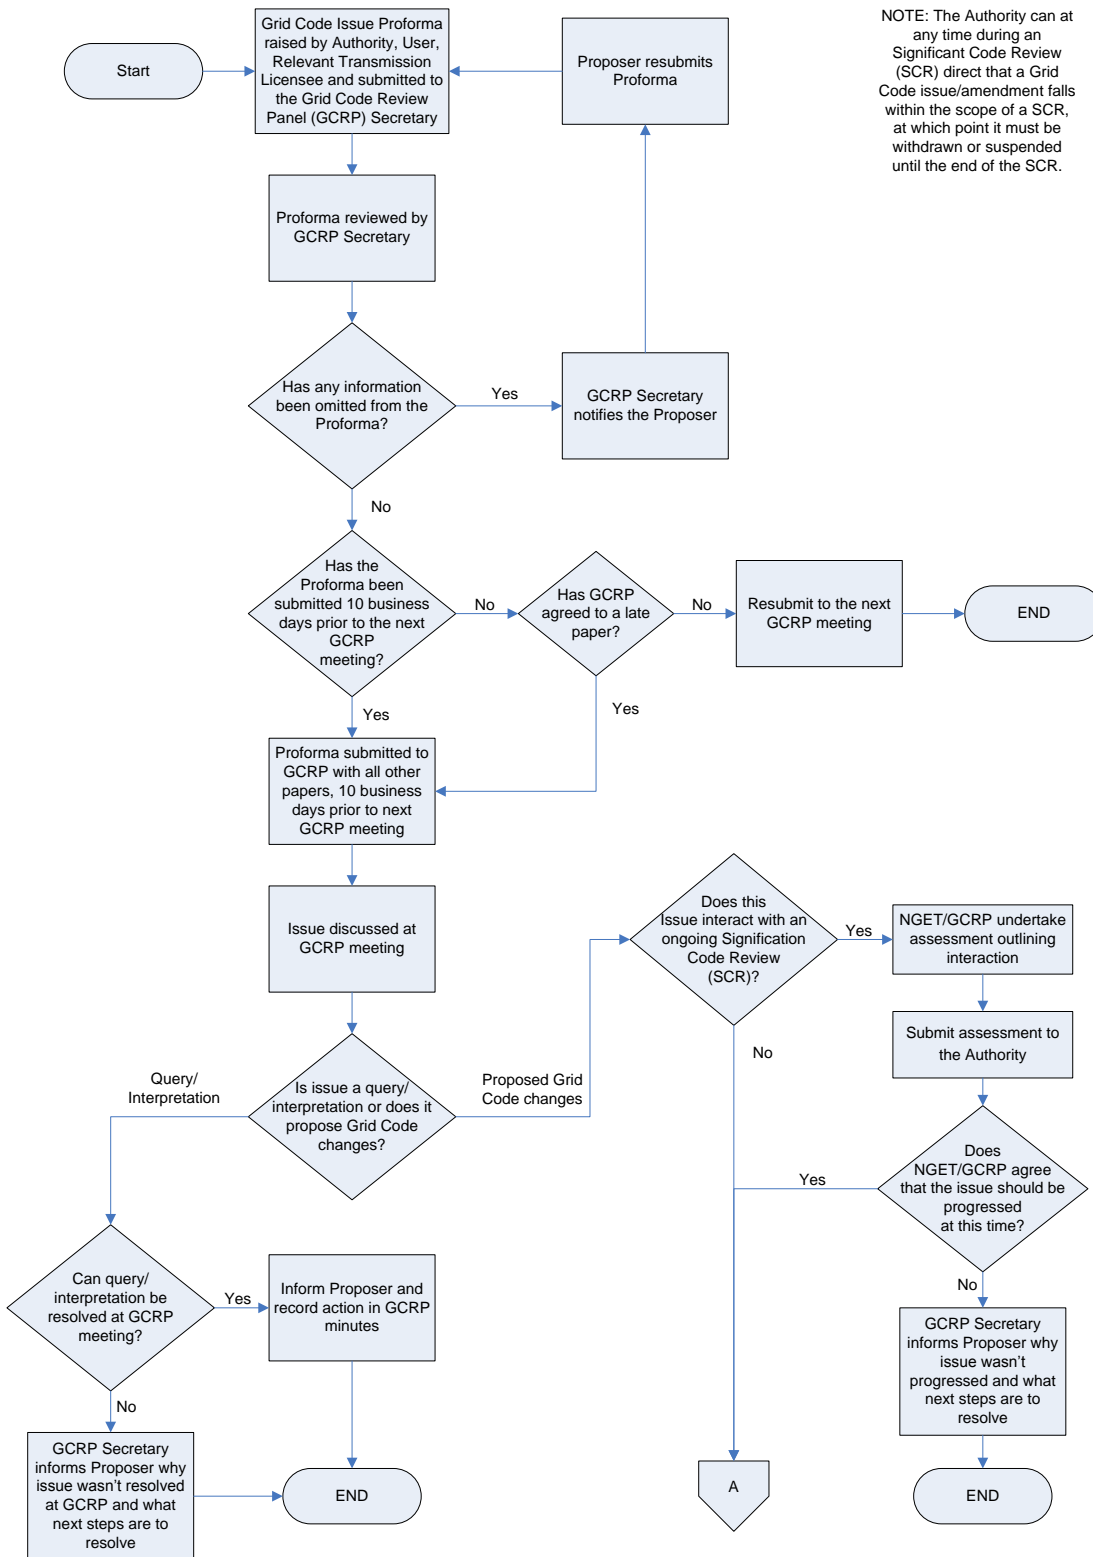 Start
Grid Code Issue Proforma
raised by Authority, User,
Relevant Transmission
Licensee and submitted to
the Grid Code Review
Panel (GCRP) Secretary
Proposer resubmits
Proforma
NOTE: The Authority can at
any time during an
Significant Code Review
(SCR) direct that a Grid
Code issue/amendment falls
within the scope of a SCR,
at which point it must be
withdrawn or suspended
until the end of the SCR.
Proforma reviewed by
GCRP Secretary
Has any information
been omitted from the
Proforma?
Yes
GCRP Secretary
notifies the Proposer
No
Has the
Proforma been
submitted 10 business
days prior to the next
GCRP
meeting?
No
Has GCRP
agreed to a late
paper?
No
Resubmit to the next
GCRP meeting
END
Yes
Yes
Proforma submitted to
GCRP with all other
papers, 10 business
days prior to next
GCRP meeting
Issue discussed at
GCRP meeting
Does this
Issue interact with an
ongoing Signification
Code Review
(SCR)?
Yes
NGET/GCRP undertake
assessment outlining
interaction
No
Submit assessment to
the Authority
Query/
Interpretation
Is issue a query/
interpretation or does it
propose Grid Code
changes?
Proposed Grid
Code changes
Does
NGET/GCRP agree
that the issue should be
progressed
at this time?
Yes
No
Can query/
interpretation be
resolved at GCRP
meeting?
Yes
Inform Proposer and
record action in GCRP
minutes
GCRP Secretary
informs Proposer why
issue wasn't
progressed and what
next steps are to
resolve
No
GCRP Secretary
informs Proposer why
issue wasn't resolved
at GCRP and what
next steps are to
resolve
END
A
END